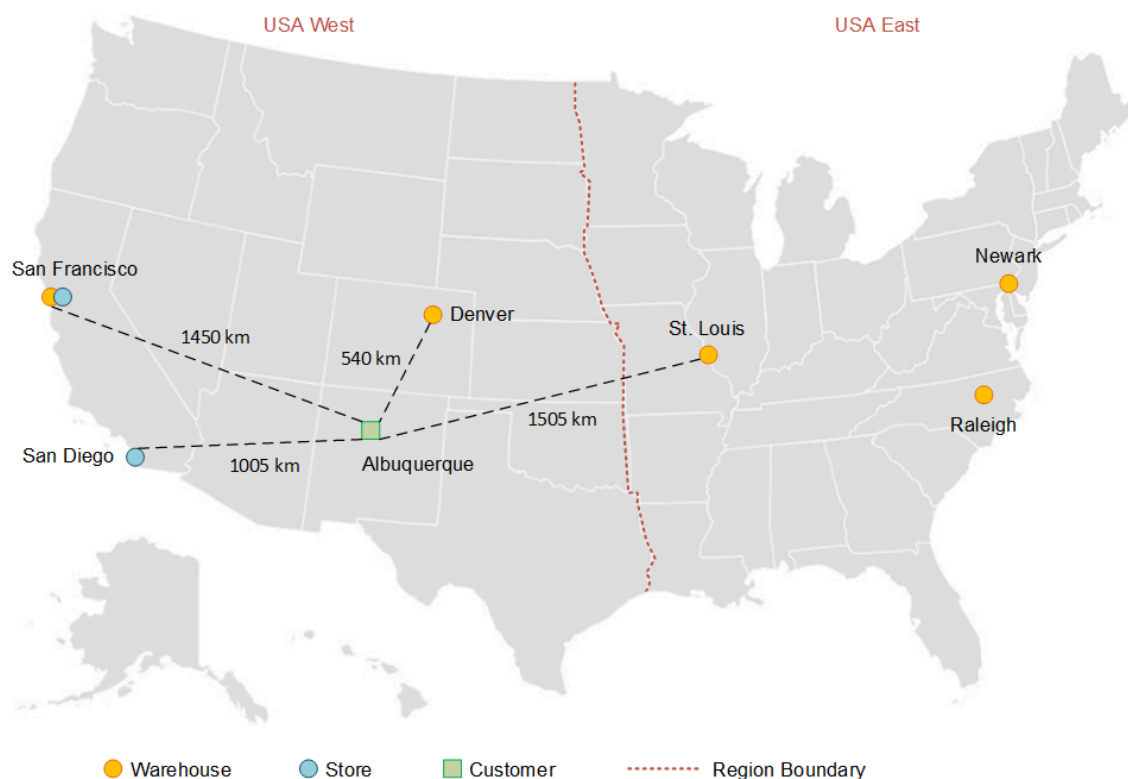 USA West
USA East
San Francisco
Newark
Denver
St. Louis
1450 km
540 km
1505 km
Raleigh
San Diego
1005 km
Albuquerque
Warehouse
Store
Customer
Region Boundary